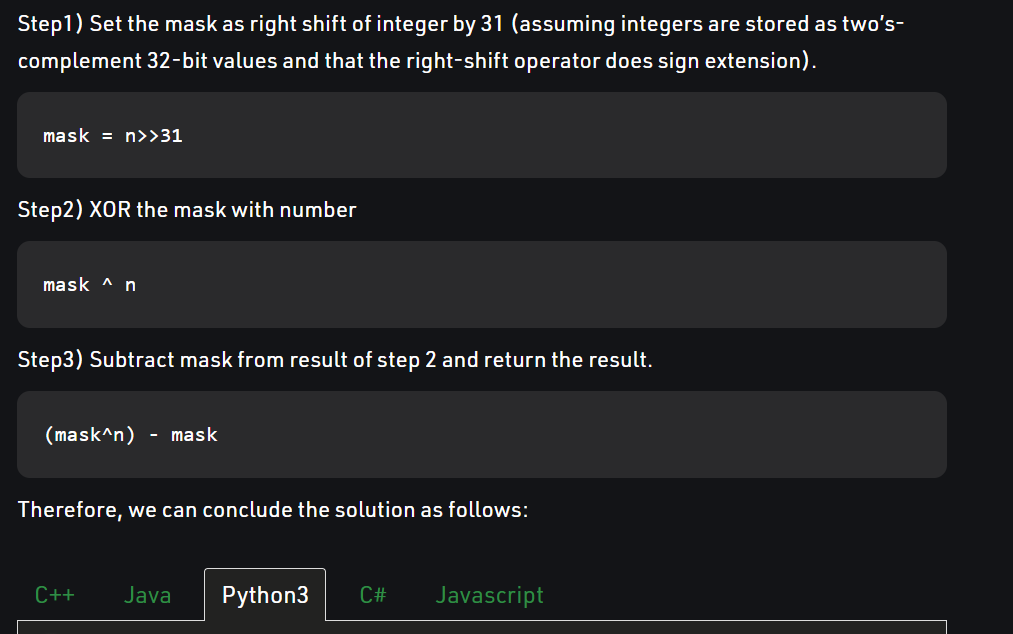 Step1) Set the mask as right shift of integer by 31 (assuming integers are stored as two’s-
complement 32-bit values and that the right-shift operator does sign extension).
mask = n>>31
Step2) XOR the mask with number
mask ^ n
Step3) Subtract mask from result of step 2 and return the result.
(mask^n) - mask
Therefore, we can conclude the solution as follows:
C++ Java Python3 C# Javascript